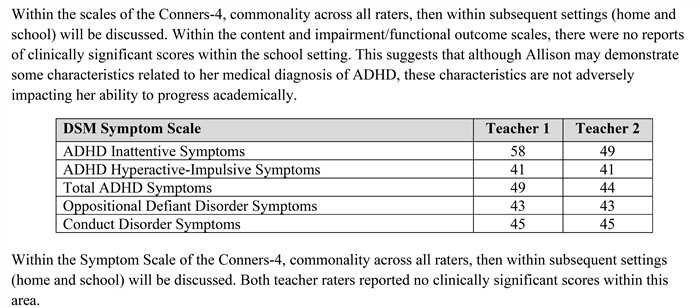 Within the scales of the Conners-4, commonality across all raters, then within subsequent settings (home and
school) will be discussed. Within the content and impairment/functional outcome scales, there were no reports
of clinically significant scores within the school setting. This suggests that although Allison may demonstrate
some characteristics related to her medical diagnosis of ADHD, these characteristics are not adversely
impacting her ability to progress academically.
DSM Symptom Scale Teacher 1 Teacher 2
ADHD Inattentive Symptoms 58 49
ADHD Hyperactive-Impulsive Symptoms 41 41
Total ADHD Symptoms 49 44
Oppositional Defiant Disorder Symptoms 43 43
Conduct Disorder Symptoms 45 45
Within the Symptom Scale of the Conners-4, commonality across all raters, then within subsequent settings
(home and school) will be discussed. Both teacher raters reported no clinically significant scores within this
area.